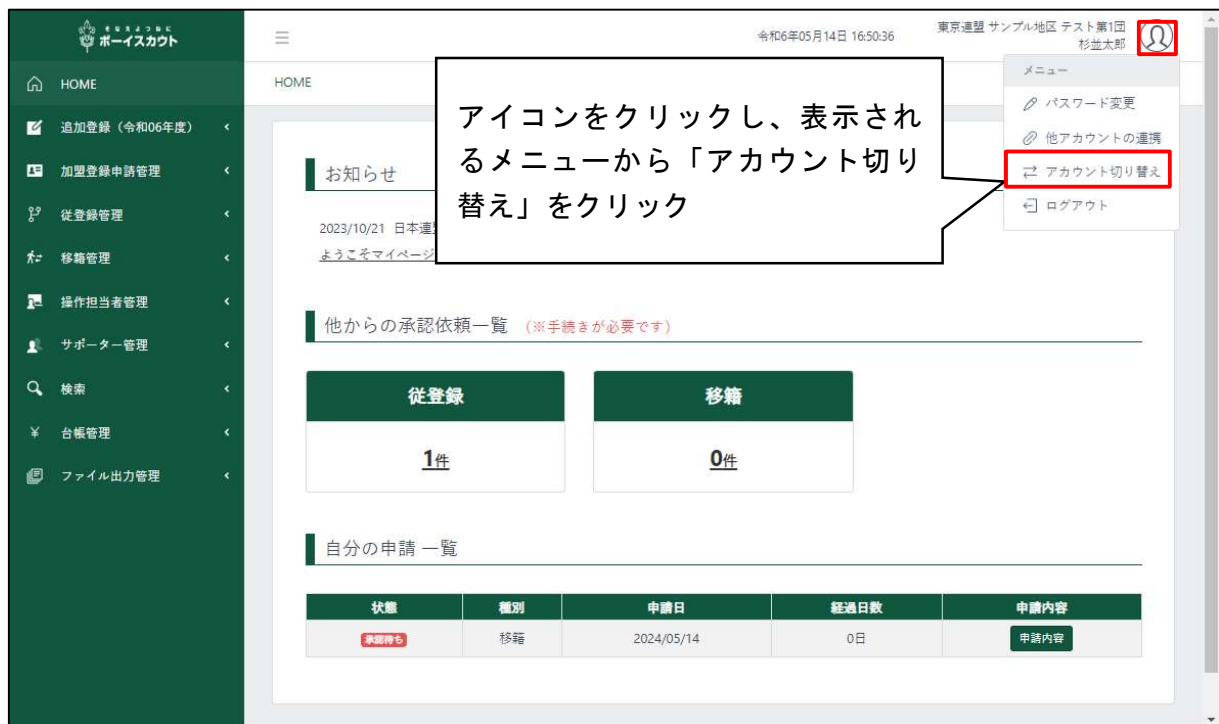 そなえよつねに
ボーイスカウト
令和6年05月14日 16:50:36
東京連盟 サンプル地区 テスト第1団
杉並太郎
HOME
追加登録（令和06年度）
加盟登録申請管理
従登録管理
移籍管理
操作担当者管理
サポーター管理
検索
台帳管理
ファイル出力管理
HOME
メニュー
パスワード変更
他アカウントの連携
アカウント切り替え
ログアウト
アイコンをクリックし、表示され
るメニューから「アカウント切り
替え」をクリック
お知らせ
2023/10/21 日本連盟
ようこそマイページ
他からの承認依頼一覧 （※手続きが必要です）
従登録
移籍
1件
0件
自分の申請 一覧
状態 種別 申請日 経過日数 申請内容
承認待ち 移籍 2024/05/14 0日 申請内容